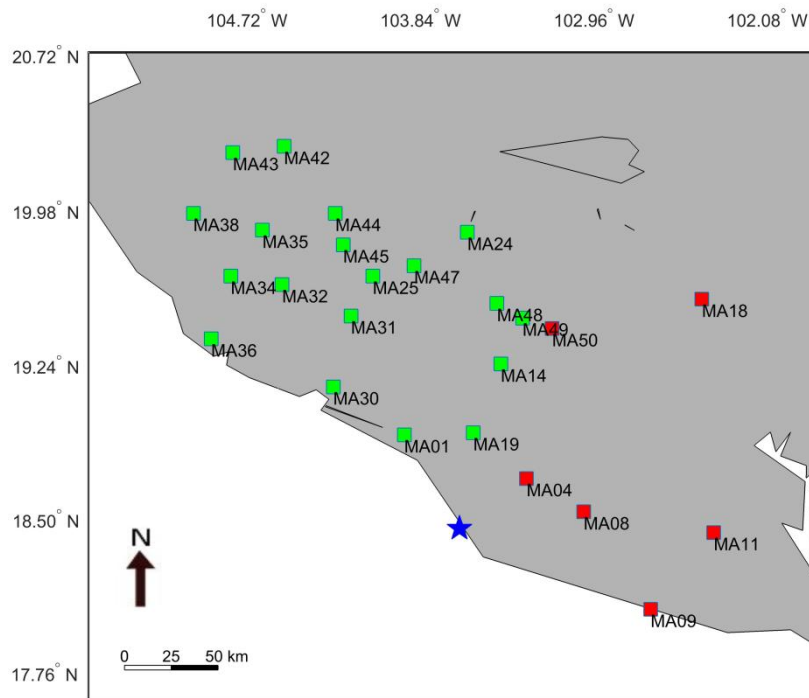 104.72° W 103.84° W 102.96° W 102.08° W
20.72° N
MA43 MA42
19.98° N
MA38 MA44
MA35
MA45 MA24
MA34 MA32 MA25 MA47
MA48 MA18
MA31 MA49
MA50
MA36
19.24° N
MA14
MA30
MA01 MA19
MA04
18.50° N
MA08
N
MA11
MA09
0 25 50 km
17.76° N